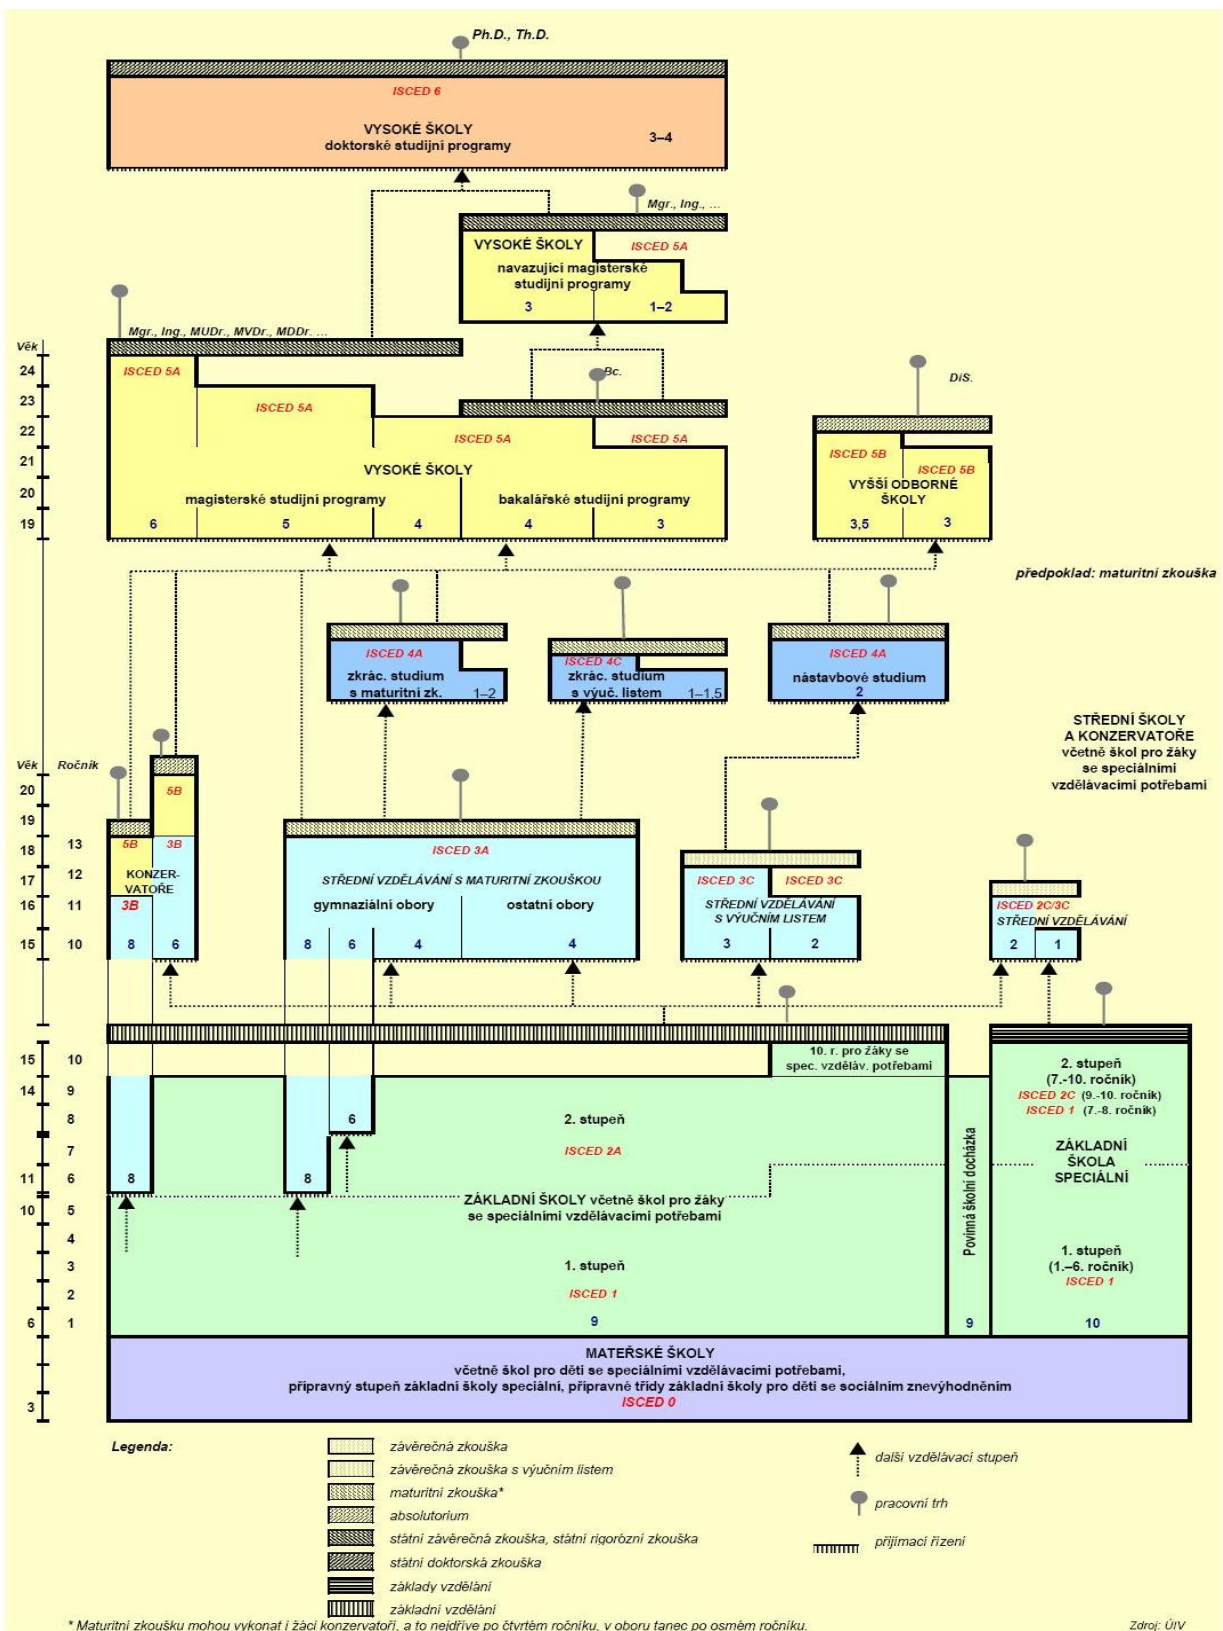 Ph.D., Th.D.
ISCED 6
VYSOKÉ ŠKOLY
doktorské studijní programy
3–4
Mgr., Ing., ...
VYSOKÉ ŠKOLY
ISCED 5A
navazující magisterské
studijní programy
3
1–2
Mgr., Ing., MUDr., MVDr., MDDr. ...
Věk
24
ISCED 5A
Bc.
DiS.
23
ISCED 5A
22
ISCED 5A
ISCED 5A
ISCED 5B
21
VYSOKÉ ŠKOLY
ISCED 5B
20
magisterské studijní programy
bakalářské studijní programy
VYŠŠÍ ODBORNÉ
ŠKOLY
19
6
5
4
4
3
3,5
3
předpoklad: maturitní zkouška
ISCED 4A
zkrác. studium
s maturitní zk.
1–2
ISCED 4C
zkrác. studium
s výuč. listem
1–1,5
ISCED 4A
nástavbové studium
2
STŘEDNÍ ŠKOLY
A KONZERVATOŘE
včetně škol pro žáky
se speciálními
vzdělávacími potřebami
Věk
Ročník
20
5B
19
18
13
5B
3B
ISCED 3A
17
12
KONZER-
VATOŘE
STŘEDNÍ VZDĚLÁVÁNÍ S MATURITNÍ ZKOUŠKOU
ISCED 3C
ISCED 3C
16
11
3B
gymnaziální obory
ostatní obory
STŘEDNÍ VZDĚLÁVÁNÍ
S VÝUČNÍM LISTEM
ISCED 2C/3C
STŘEDNÍ VZDĚLÁVÁNÍ
15
10
8
6
8
6
4
4
3
2
2
1
15
10
10. r. pro žáky se
spec. vzděláv. potřebami
2. stupeň
(7.-10. ročník)
14
9
ISCED 2C (9.-10. ročník)
ISCED 1 (7.-8. ročník)
8
6
2. stupeň
7
ISCED 2A
ZÁKLADNÍ
ŠKOLA
SPECIÁLNÍ
11
6
8
8
Povinná školní docházka
10
5
ZÁKLADNÍ ŠKOLY včetně škol pro žáky
se speciálními vzdělávacími potřebami
4
3
1. stupeň
1. stupeň
(1.–6. ročník)
ISCED 1
2
ISCED 1
6
1
9
9
10
MATEŘSKÉ ŠKOLY
včetně škol pro děti se speciálními vzdělávacími potřebami,
přípravný stupeň základní školy speciální, přípravné třídy základní školy pro děti se sociálním znevýhodněním
3
ISCED 0
Legenda:
závěrečná zkouška
závěrečná zkouška s výučním listem
maturitní zkouška*
absolutorium
státní závěrečná zkouška, státní rigorózní zkouška
státní doktorská zkouška
základy vzdělání
základní vzdělání
další vzdělávací stupeň
pracovní trh
přijímací řízení
* Maturitní zkoušku mohou vykonat i žáci konzervatoří, a to nejdříve po čtvrtém ročníku, v oboru tanec po osmém ročníku.
Zdroj: ÚIV